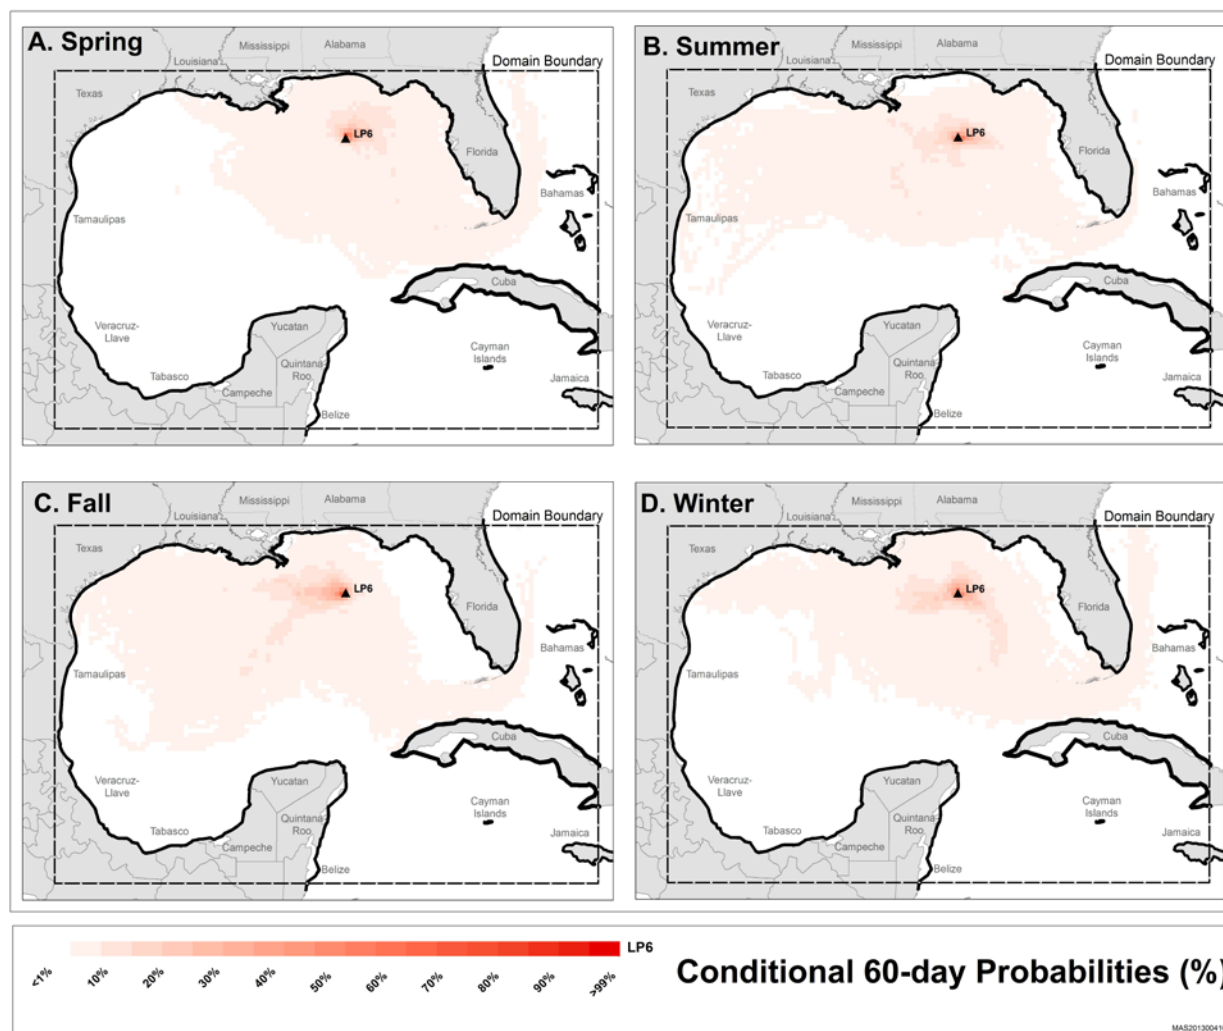 A. Spring
Mississippi
Alabama
Louisiana
Domain Boundary
Texas
LP6
Florida
Bahamas
Tamaulipas
Cuba
Veracruz-
Llave
Yucatan
Cayman
Islands
Quintana
Roo
Tabasco
Campeche
Jamaica
Belize
B. Summer
Mississippi
Alabama
Louisiana
Domain Boundary
Texas
LP6
Florida
Bahamas
Tamaulipas
Cuba
Veracruz-
Llave
Yucatan
Cayman
Islands
Quintana
Roo
Tabasco
Campeche
Jamaica
Belize
C. Fall
Mississippi
Alabama
Louisiana
Domain Boundary
Texas
LP6
Florida
Bahamas
Tamaulipas
Cuba
Veracruz-
Llave
Yucatan
Cayman
Islands
Quintana
Roo
Tabasco
Campeche
Jamaica
Belize
D. Winter
Mississippi
Alabama
Louisiana
Domain Boundary
Texas
LP6
Florida
Bahamas
Tamaulipas
Cuba
Veracruz-
Llave
Yucatan
Cayman
Islands
Quintana
Roo
Tabasco
Campeche
Jamaica
Belize
LP6
<1% 10% 20% 30% 40% 50% 60% 70% 80% 90% >99%
Conditional 60-day Probabilities (%)